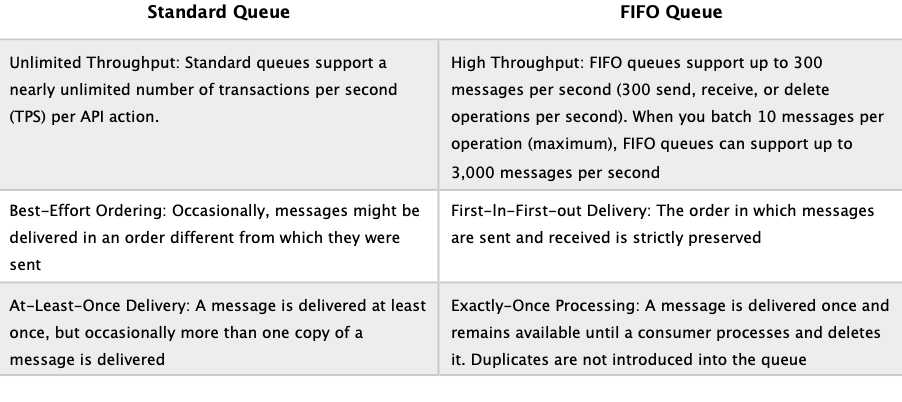 Standard Queue
FIFO Queue
Unlimited Throughput: Standard queues support a
nearly unlimited number of transactions per second
(TPS) per API action.
High Throughput: FIFO queues support up to 300
messages per second (300 send, receive, or delete
operations per second). When you batch 10 messages per
operation (maximum), FIFO queues can support up to
3,000 messages per second
Best-Effort Ordering: Occasionally, messages might be
delivered in an order different from which they were
sent
First-ln-First-out Delivery: The order in which messages
are sent and received is strictly preserved
At-Least-Once Delivery: A message is delivered at least
once, but occasionally more than one copy of a
message is delivered
Exactly-Once Processing: A message is delivered once and
remains available until a consumer processes and deletes
it. Duplicates are not introduced into the queue